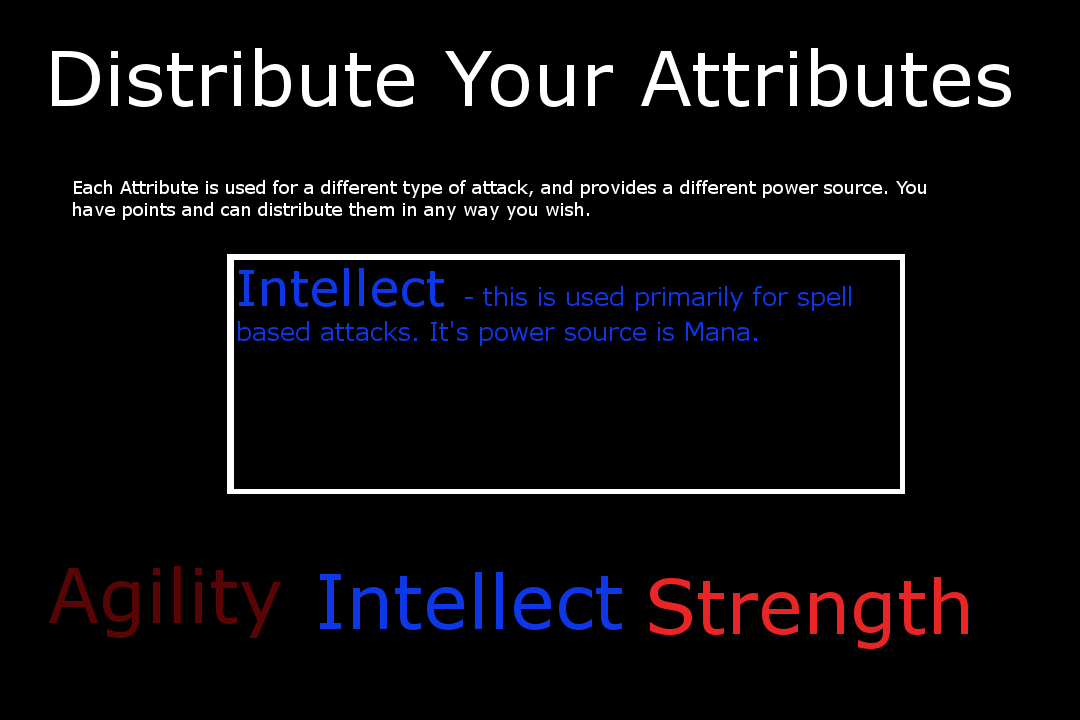 Distribute Your Attributes
Each Attribute is used for a different type of attack, and provides a different power source. You
have points and can distribute them in any way you wish.
Intellect - this is used primarily for spell
based attacks. It's power source is Mana.
Agility Intellect Strength